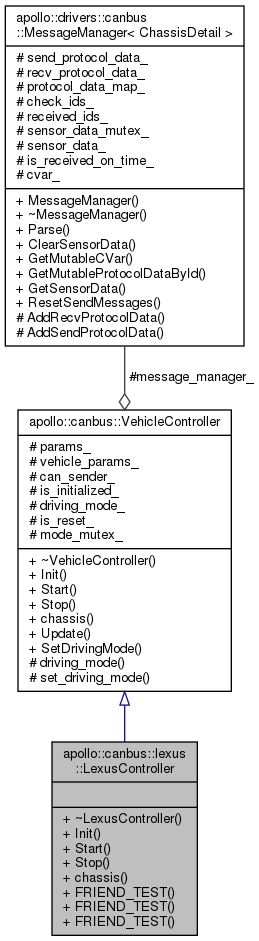 apollo::drivers::canbus
::MessageManager< ChassisDetail >
# send_protocol_data_
# recv_protocol_data_
# protocol_data_map_
# check_ids_
# received_ids_
# sensor_data_mutex_
# sensor_data_
# is_received_on_time_
# cvar_
+ MessageManager()
+ ~MessageManager()
+ Parse()
+ ClearSensorData()
+ GetMutableCVar()
+ GetMutableProtocolDataById()
+ GetSensorData()
+ ResetSendMessages()
# AddRecvProtocolData()
# AddSendProtocolData()
#message_manager_
apollo::canbus::VehicleController
# params_
# vehicle_params_
# can_sender_
# is_initialized_
# driving_mode_
# is_reset_
# mode_mutex_
+ ~VehicleController()
+ Init()
+ Start()
+ Stop()
+ chassis()
+ Update()
+ SetDrivingMode()
# driving_mode()
# set_driving_mode()
apollo::canbus::lexus
::LexusController
+ ~LexusController()
+ Init()
+ Start()
+ Stop()
+ chassis()
+ FRIEND_TEST()
+ FRIEND_TEST()
+ FRIEND_TEST()